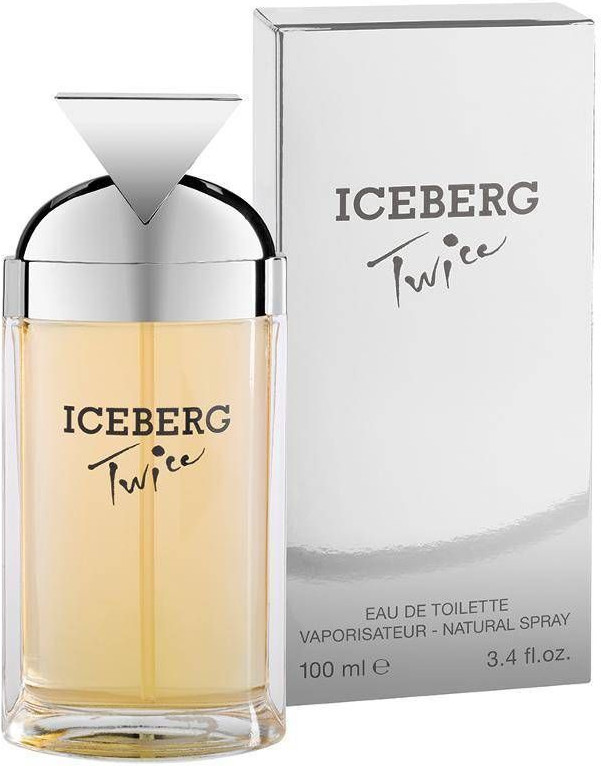 ICEBERG
Twice
ICEBERG
Twice
EAU DE TOILETTE
VAPORISATEUR - NATURAL SPRAY
100 ml ℮ 3.4 fl.oz.